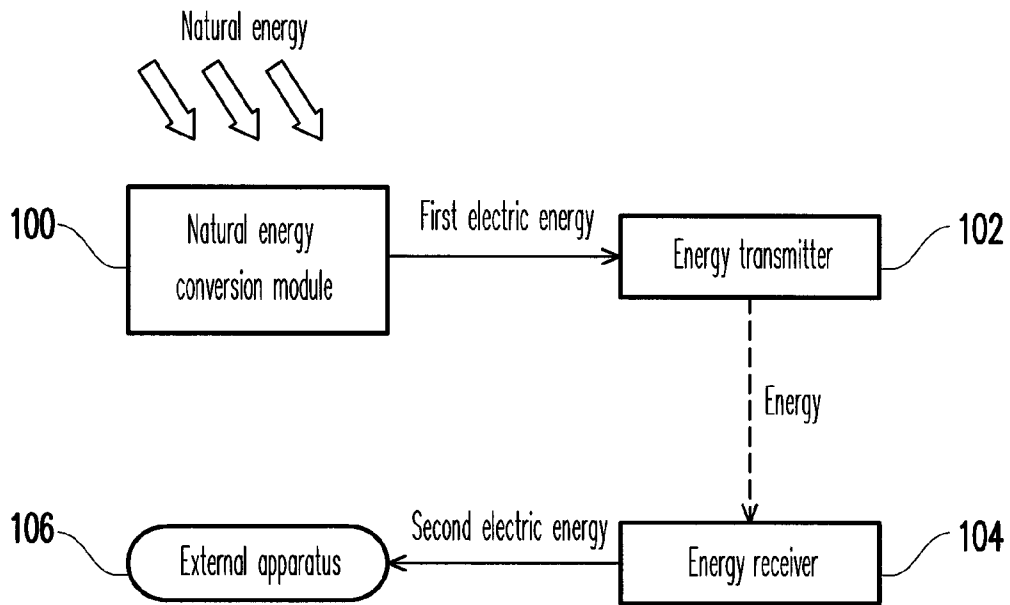 Natural energy
100
Natural energy
conversion module
First electric energy
Energy transmitter
102
Energy
106
External apparatus
Second electric energy
Energy receiver
104